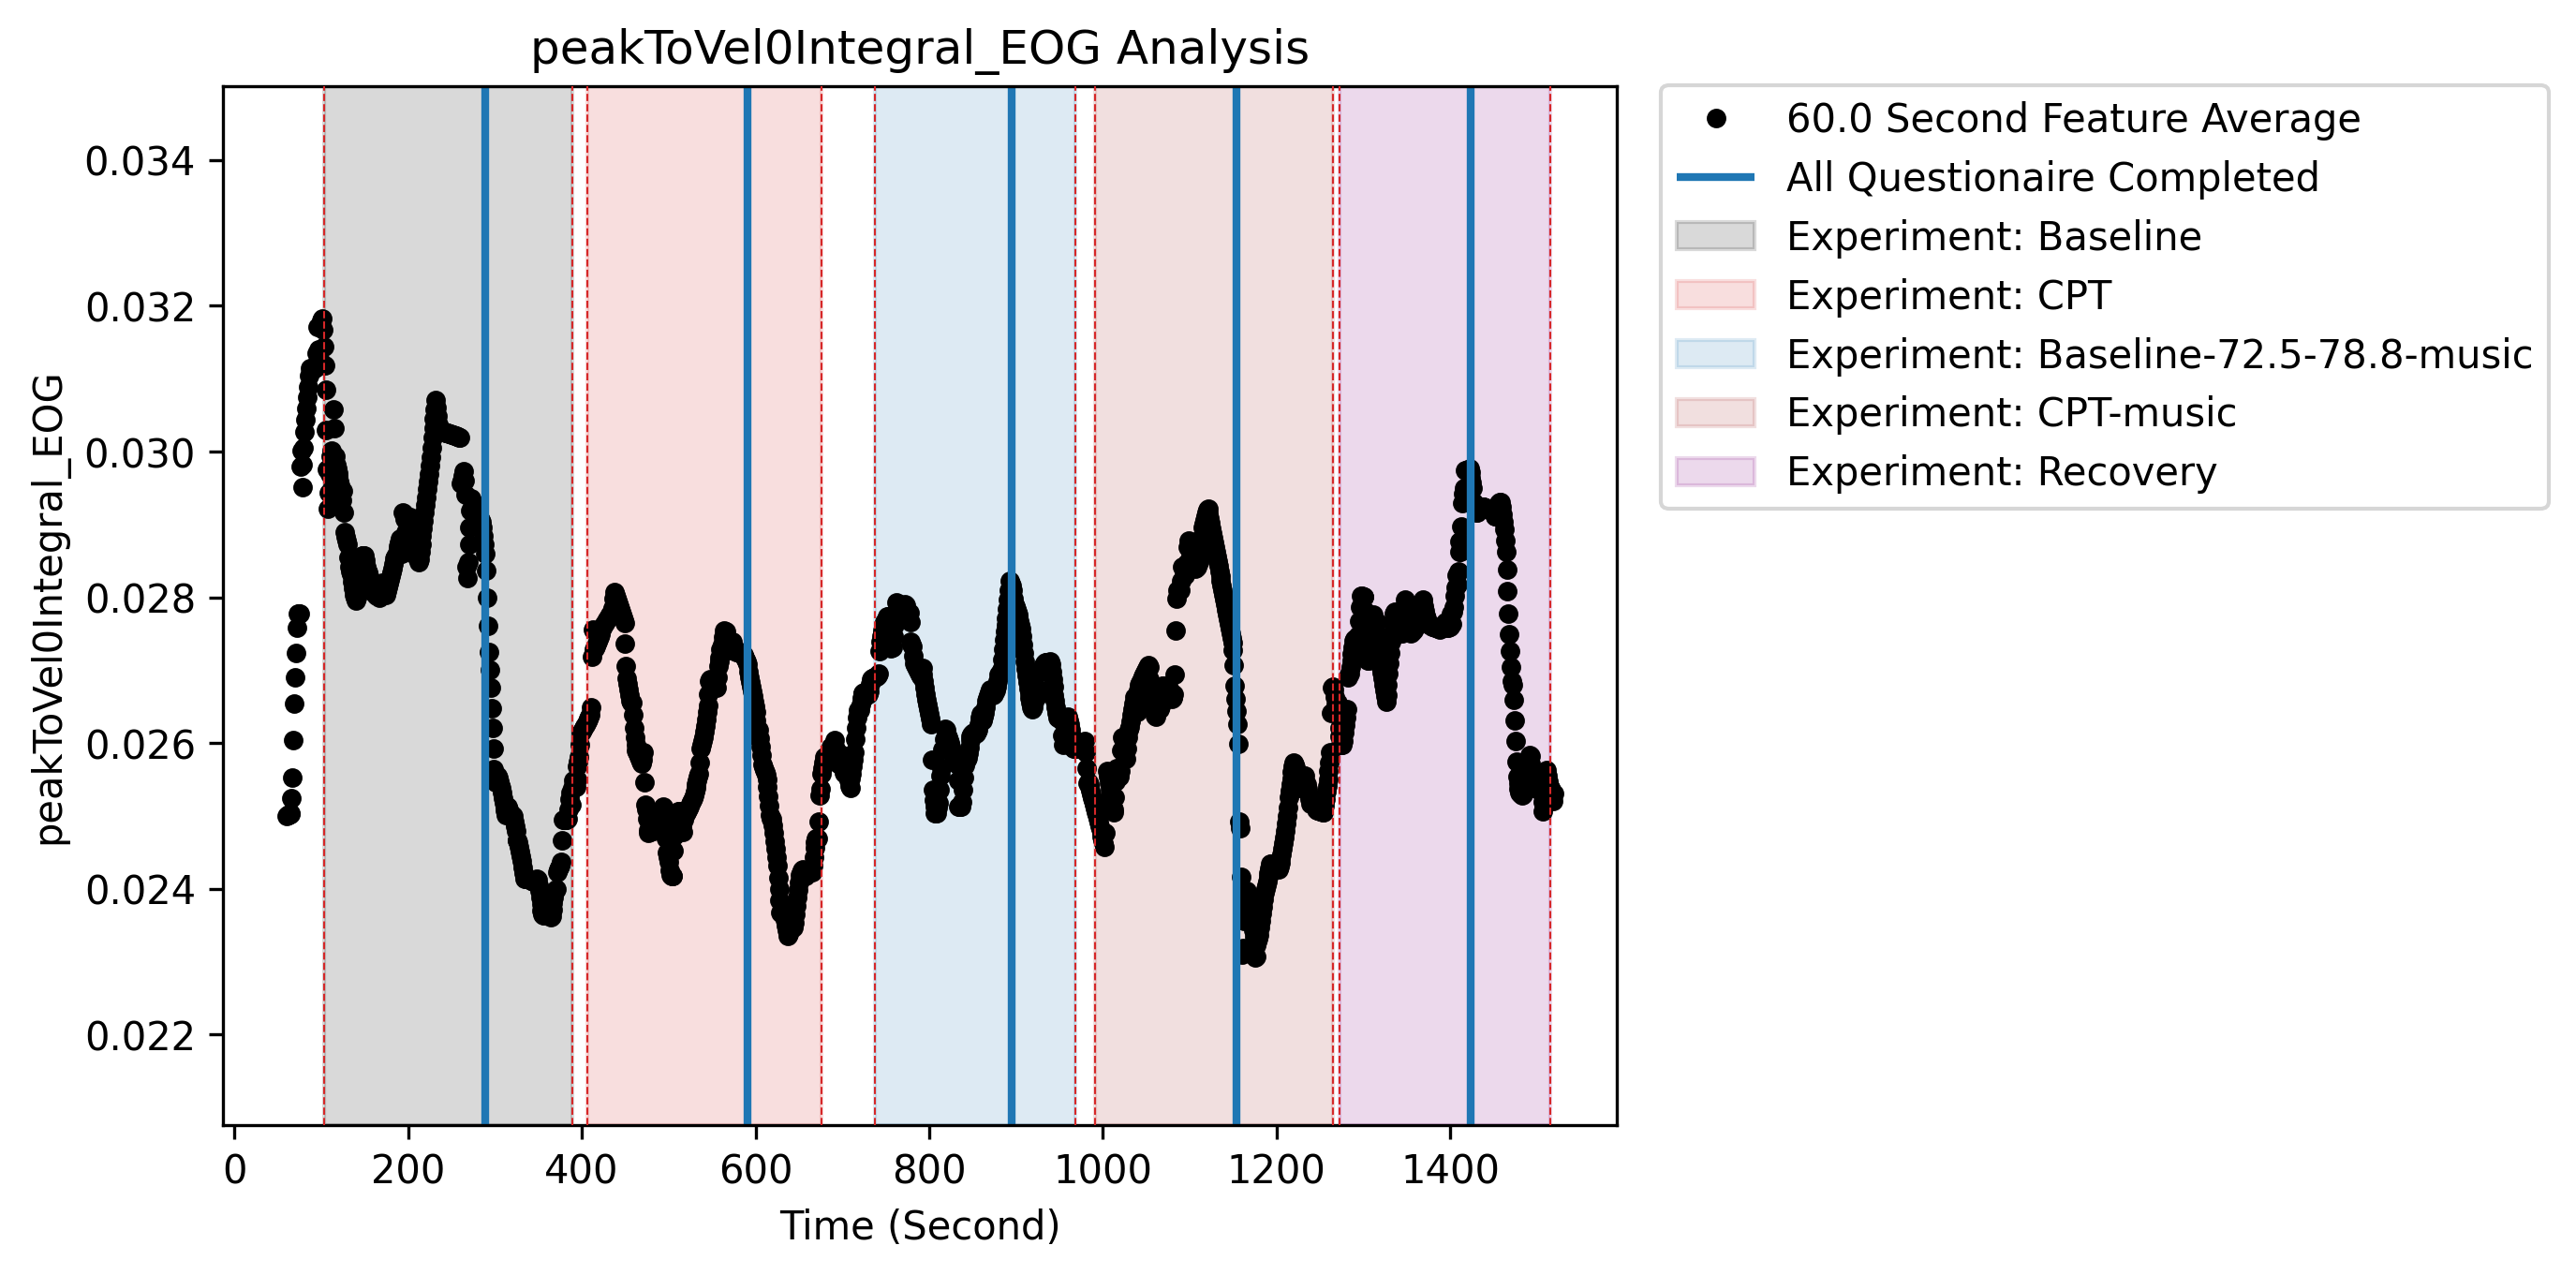 peakToVel0Integral_EOG Analysis
peakToVel0Integral_EOG
0.034
0.032
0.030
0.028
0.026
0.024
0.022
0
200
400
600
800
1000
1200
1400
Time (Second)
60.0 Second Feature Average
All Questionaire Completed
Experiment: Baseline
Experiment: CPT
Experiment: Baseline-72.5-78.8-music
Experiment: CPT-music
Experiment: Recovery